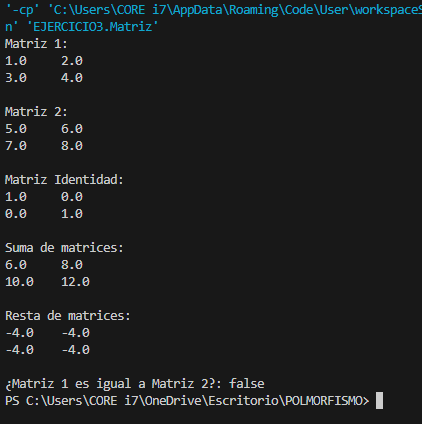 '-cp' 'C:\Users\CORE i7\AppData\Roaming\Code\User\workspaceS
n' 'EJERCICIO3.Matriz'
Matriz 1:
1.0 2.0
3.0 4.0
Matriz 2:
5.0 6.0
7.0 8.0
Matriz Identidad:
1.0 0.0
0.0 1.0
Suma de matrices:
6.0 8.0
10.0 12.0
Resta de matrices:
-4.0 -4.0
-4.0 -4.0
¿Matriz 1 es igual a Matriz 2?: false
PS C:\Users\CORE i7\OneDrive\Escritorio\POLMORFISMO>